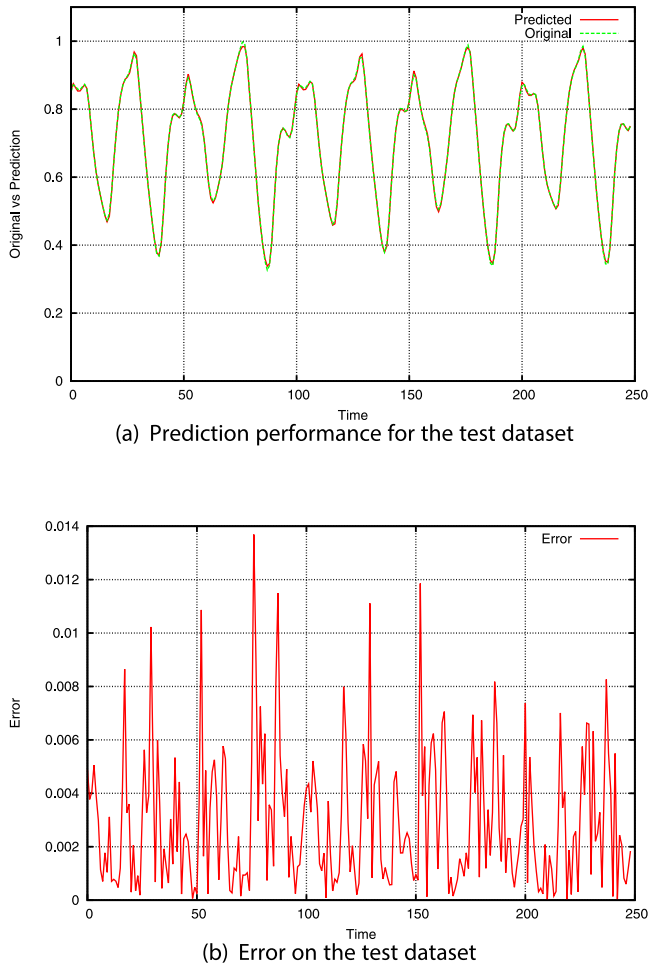 Predicted
Original
1
0.8
0.6
0.4
0.2
0
Original vs Prediction
0 50 100 150 200 250
Time
(a) Prediction performance for the test dataset
0.014
Error
0.012
0.01
0.008
0.006
0.004
0.002
0
Error
0 50 100 150 200 250
Time
(b) Error on the test dataset